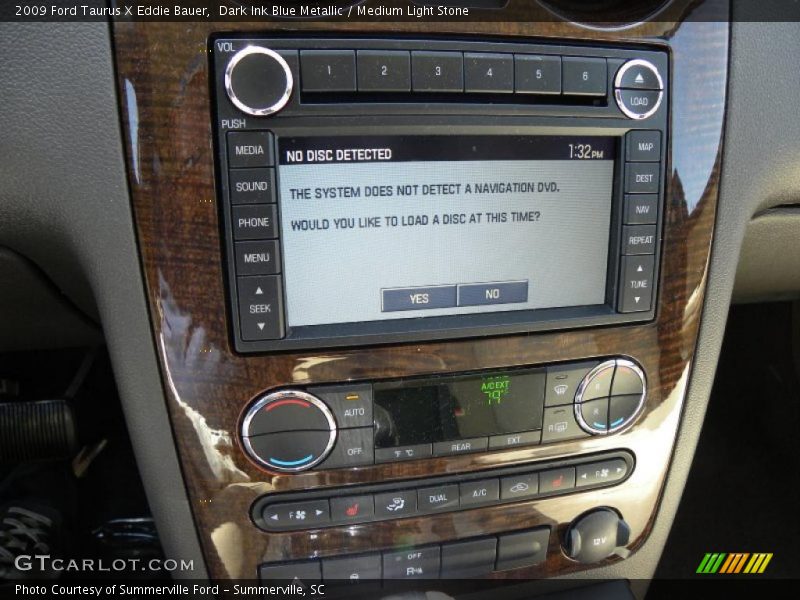 2009 Ford Taurus X Eddie Bauer,  Dark Ink Blue Metallic / Medium Light Stone
VOL
1 2 3 4 5 6
LOAD
PUSH
MEDIA
SOUND
PHONE
MENU
SEEK
NO DISC DETECTED 1:32PM
THE SYSTEM DOES NOT DETECT A NAVIGATION DVD.
WOULD YOU LIKE TO LOAD A DISC AT THIS TIME?
YES NO
MAP
DEST
NAV
REPEAT
TUNE
AUTO
OFF
A/C EXT
79°
°F °C REAR EXT
R
R
R
F DUAL A/C R
OFF
12V
GTCARLOT.COM
Photo Courtesy of Summerville Ford - Summerville, SC